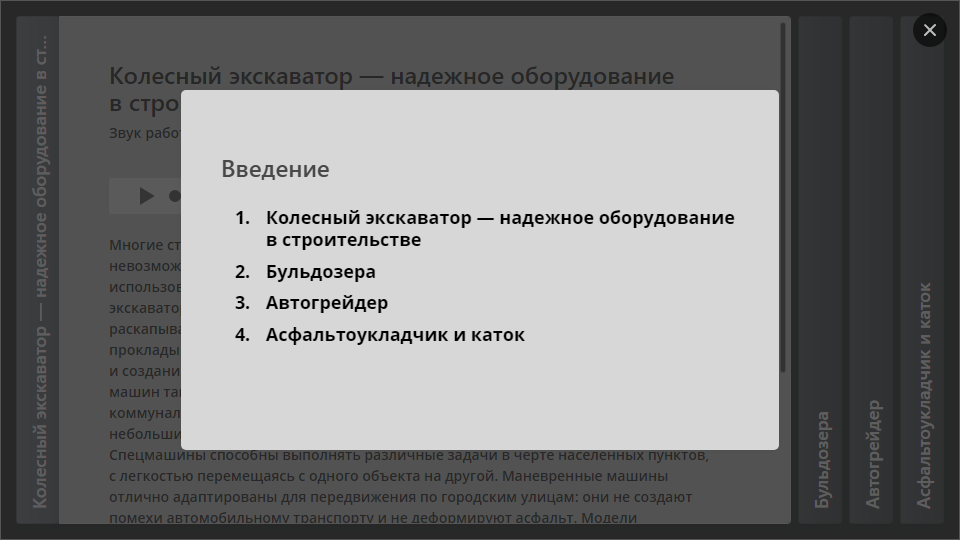 Колесный экскаватор — надежное оборудование в ст...
Колесный экскаватор — надежное оборудование
в стро
Звук рабо
Введение
1. Колесный экскаватор — надежное оборудование
в строительстве
2. Бульдозера
3. Автогрейдер
4. Асфальтоукладчик и каток
Многие ст
невозмож
использов
экскавато
раскапыва
проклады
и создани
машин так
коммунал
небольши
Спецмашины способны выполнять различные задачи в черте населенных пунктов,
с легкостью перемещаясь с одного объекта на другой. Маневренные машины
отлично адаптированы для передвижения по городским улицам: они не создают
помехи автомобильному транспорту и не деформируют асфальт. Модели
Бульдозера
Автогрейдер
Асфальтоукладчик и каток